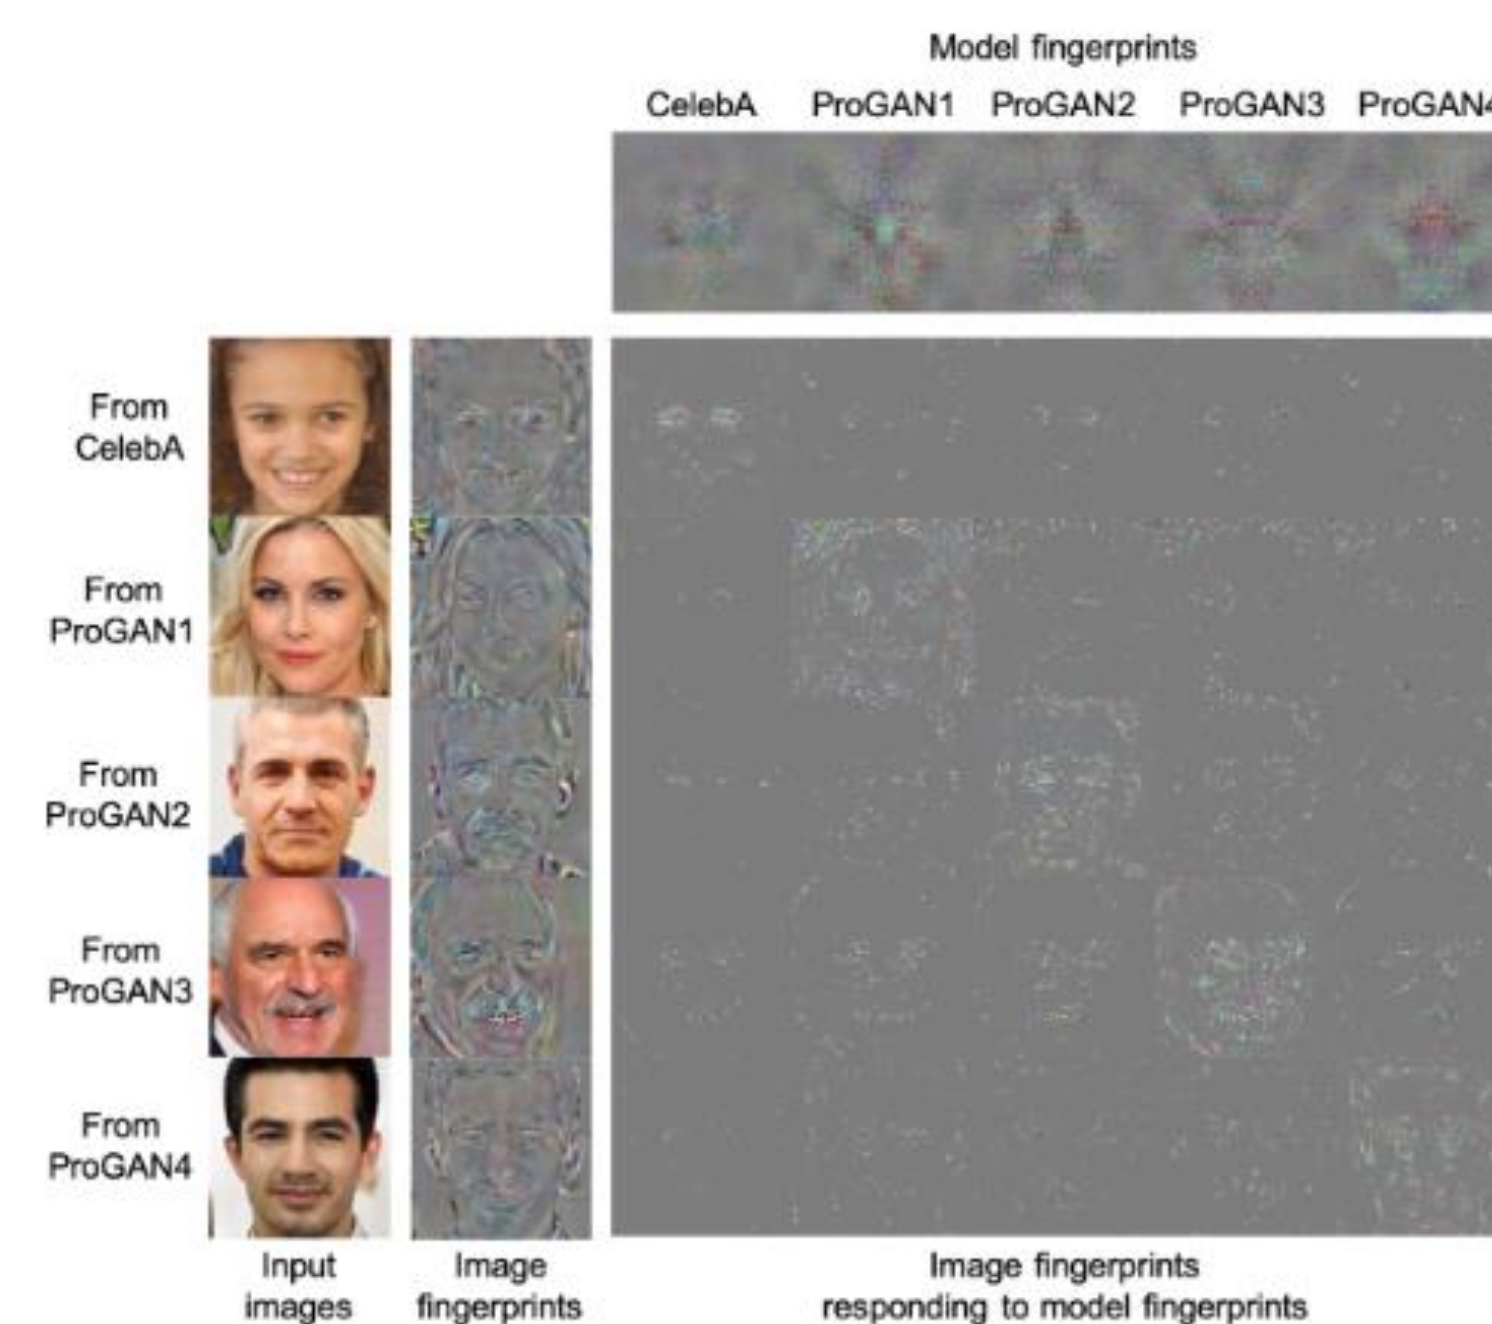 Model fingerprints
CelebA ProGAN1 ProGAN2 ProGAN3 ProGAN4
From
CelebA
From
ProGAN1
From
ProGAN2
From
ProGAN3
From
ProGAN4
Input
images
Image
fingerprints
Image fingerprints
responding to model fingerprints